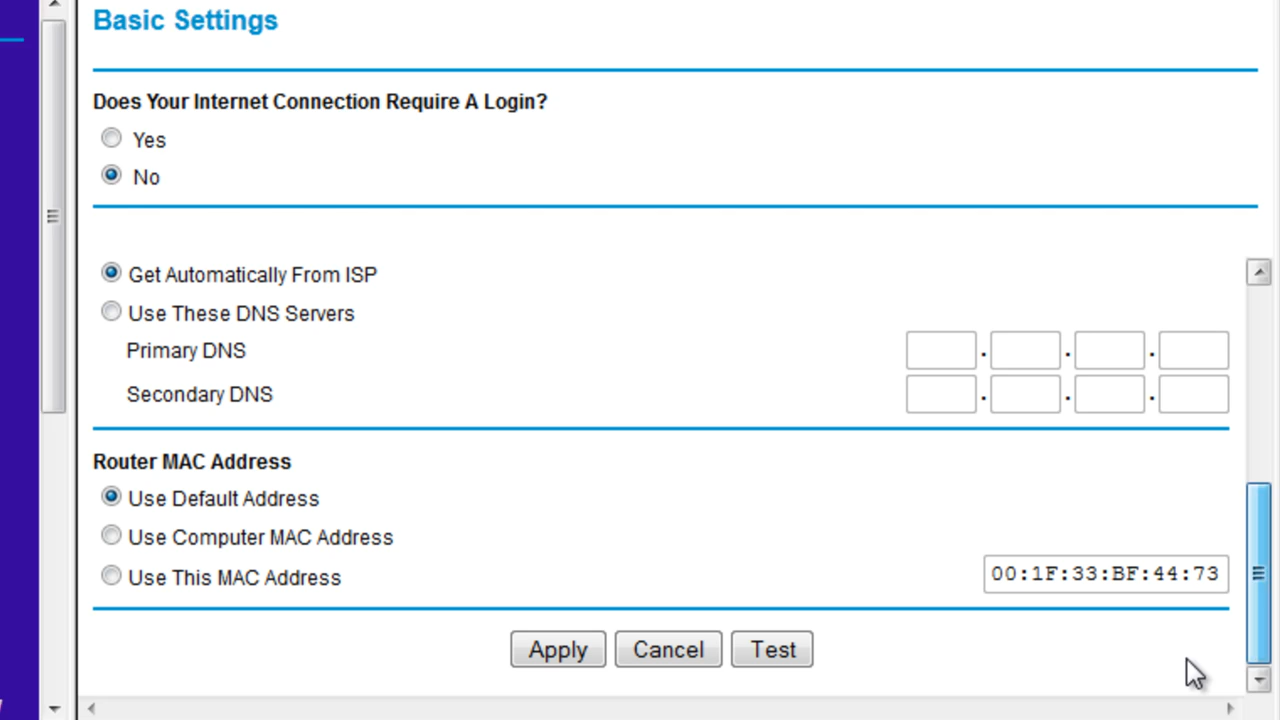 Basic Settings
Does Your Internet Connection Require A Login?
Yes
No
Get Automatically From ISP
Use These DNS Servers
Primary DNS . . .
Secondary DNS . . .
Router MAC Address
Use Default Address
Use Computer MAC Address
Use This MAC Address 00:1F:33:BF:44:73
Apply Cancel Test